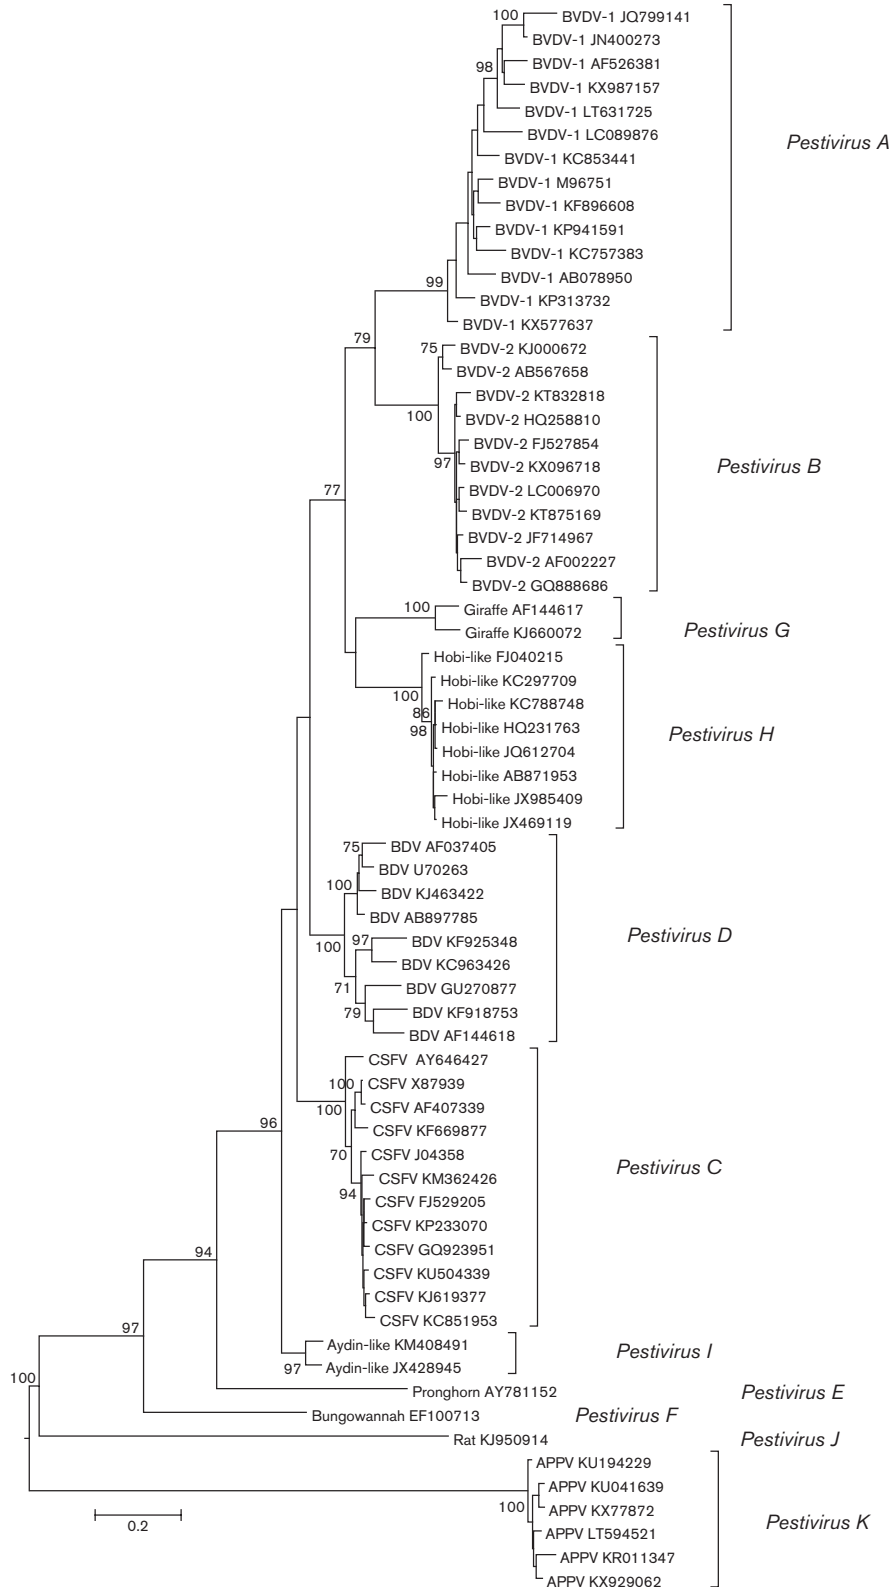 100
BVDV-1 JQ799141
BVDV-1 JN400273
98
BVDV-1 AF526381
BVDV-1 KX987157
BVDV-1 LT631725
BVDV-1 LC089876
Pestivirus A
BVDV-1 KC853441
BVDV-1 M96751
BVDV-1 KF896608
BVDV-1 KP941591
BVDV-1 KC757383
99
BVDV-1 AB078950
BVDV-1 KP313732
BVDV-1 KX577637
79
75
BVDV-2 KJ000672
BVDV-2 AB567658
BVDV-2 KT832818
100
BVDV-2 HQ258810
BVDV-2 FJ527854
97
BVDV-2 KX096718
Pestivirus B
77
BVDV-2 LC006970
BVDV-2 KT875169
BVDV-2 JF714967
BVDV-2 AF002227
BVDV-2 GQ888686
100
Giraffe AF144617
Giraffe KJ660072
Pestivirus G
Hobi-like FJ040215
Hobi-like KC297709
100
Hobi-like KC788748
86
98
Hobi-like HQ231763
Pestivirus H
Hobi-like JQ612704
Hobi-like AB871953
Hobi-like JX985409
Hobi-like JX469119
75
BDV AF037405
BDV U70263
100
BDV KJ463422
BDV AB897785
100
97
BDV KF925348
Pestivirus D
BDV KC963426
71
BDV GU270877
79
BDV KF918753
BDV AF144618
CSFV AY646427
100
CSFV X87939
100
CSFV AF407339
96
CSFV KF669877
70
CSFV J04358
Pestivirus C
CSFV KM362426
94
CSFV FJ529205
CSFV KP233070
94
CSFV GQ923951
CSFV KU504339
CSFV KJ619377
97
CSFV KC851953
Aydin-like KM408491
Pestivirus I
97
Aydin-like JX428945
100
Pronghorn AY781152
Pestivirus E
Bungowannah EF100713
Pestivirus F
Rat KJ950914
Pestivirus J
APPV KU194229
APPV KU041639
100
APPV KX77872
0.2
APPV LT594521
Pestivirus K
APPV KR011347
APPV KX929062